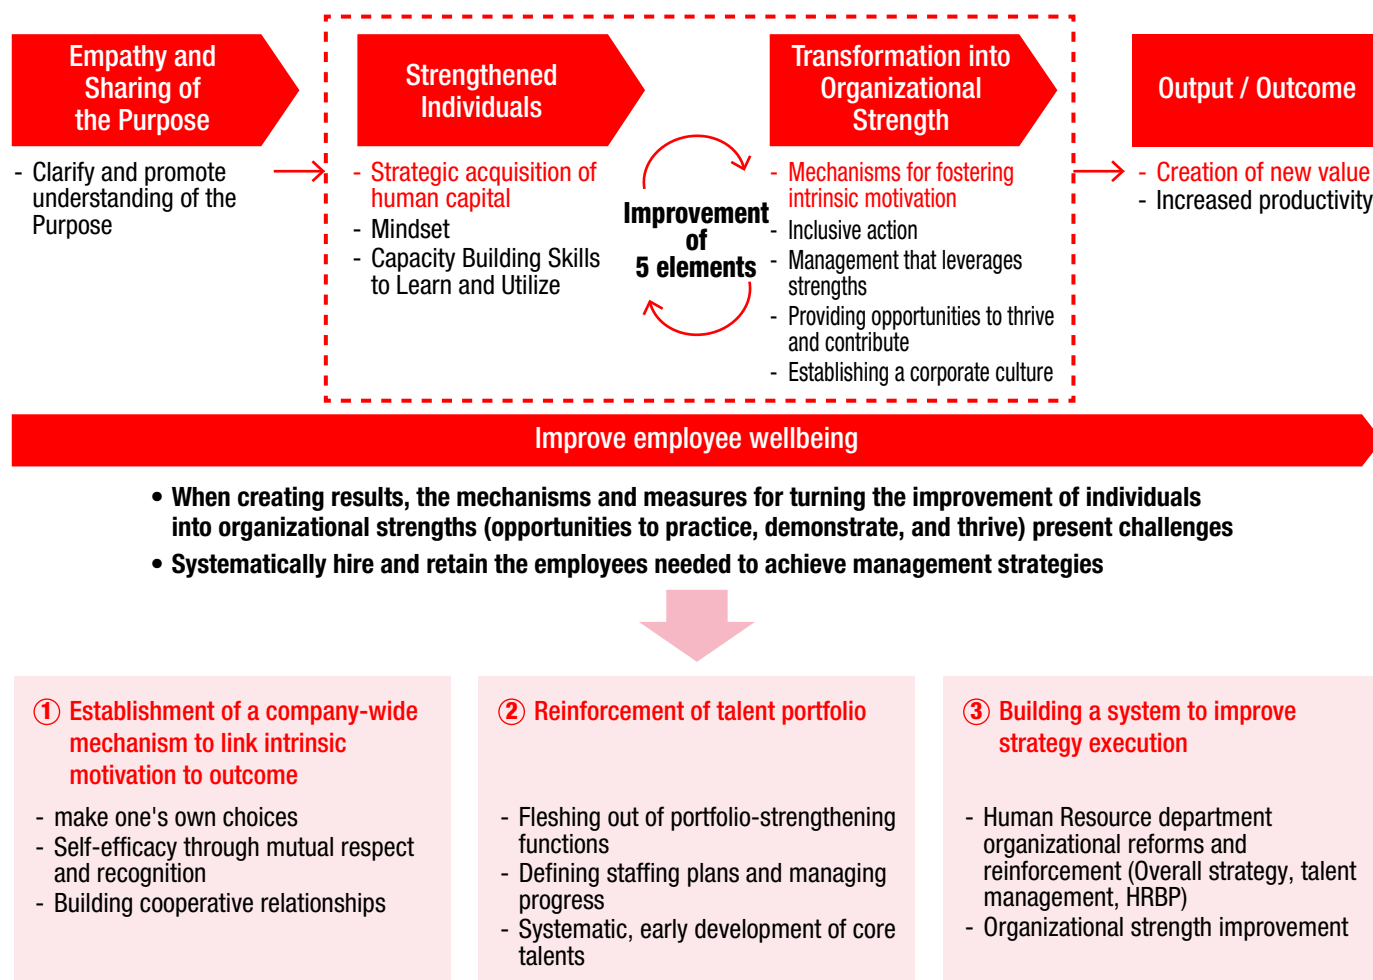 Empathy and
Sharing of
the Purpose
- Clarify and promote
understanding of the
Purpose
Strengthened
Individuals
- Strategic acquisition of
human capital
- Mindset
- Capacity Building Skills
to Learn and Utilize
Improvement
of
5 elements
Transformation into
Organizational
Strength
- Mechanisms for fostering
intrinsic motivation
- Inclusive action
- Management that leverages
strengths
- Providing opportunities to thrive
and contribute
- Establishing a corporate culture
Output / Outcome
- Creation of new value
- Increased productivity
Improve employee wellbeing
• When creating results, the mechanisms and measures for turning the improvement of individuals
into organizational strengths (opportunities to practice, demonstrate, and thrive) present challenges
• Systematically hire and retain the employees needed to achieve management strategies
① Establishment of a company-wide
mechanism to link intrinsic
motivation to outcome
- make one's own choices
- Self-efficacy through mutual respect
and recognition
- Building cooperative relationships
② Reinforcement of talent portfolio
- Fleshing out of portfolio-strengthening
functions
- Defining staffing plans and managing
progress
- Systematic, early development of core
talents
③ Building a system to improve
strategy execution
- Human Resource department
organizational reforms and
reinforcement (Overall strategy, talent
management, HRBP)
- Organizational strength improvement